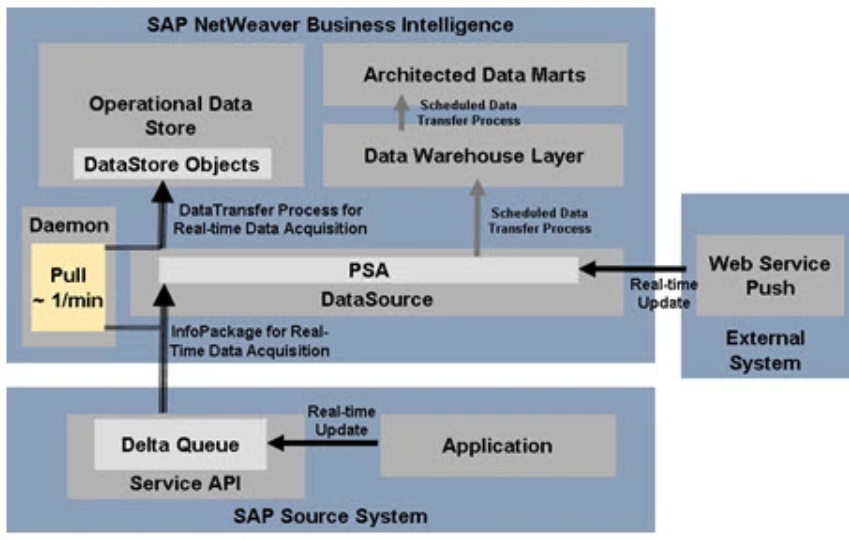 SAP NetWeaver Business Intelligence
Operational Data
Store
DataStore Objects
Architected Data Marts
Scheduled Data
Transfer Process
Data Warehouse Layer
DataTransfer Process for
Real-time Data Acquisition
Scheduled Data
Transfer Process
Daemon
Pull
~ 1/min
PSA
DataSource
InfoPackage for Real-
Time Data Acquisition
Web Service
Push
Real-time
Update
External
System
Delta Queue
Service API
Real-time
Update
Application
SAP Source System